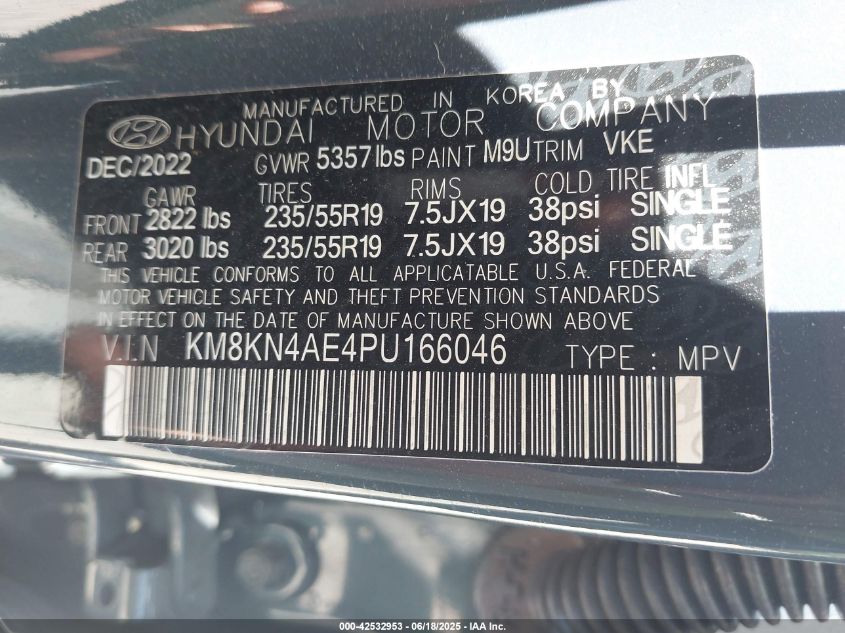 MANUFACTURED IN KOREA BY
HYUNDAI MOTOR COMPANY
DEC/2022 GVWR 5357 lbs PAINT M9U TRIM VKE
GAWR TIRES RIMS COLD TIRE INFL
FRONT 2822 lbs 235/55R19 7.5JX19 38psi SINGLE
REAR 3020 lbs 235/55R19 7.5JX19 38psi SINGLE
THIS VEHICLE CONFORMS TO ALL APPLICATABLE U.S.A. FEDERAL
MOTOR VEHICLE SAFETY AND THEFT PREVENTION STANDARDS
IN EFFECT ON THE DATE OF MANUFACTURE SHOWN ABOVE
V.I.N KM8KN4AE4PU166046 TYPE : MPV
000-42532953 - 06/18/2025 - IAA, Inc.